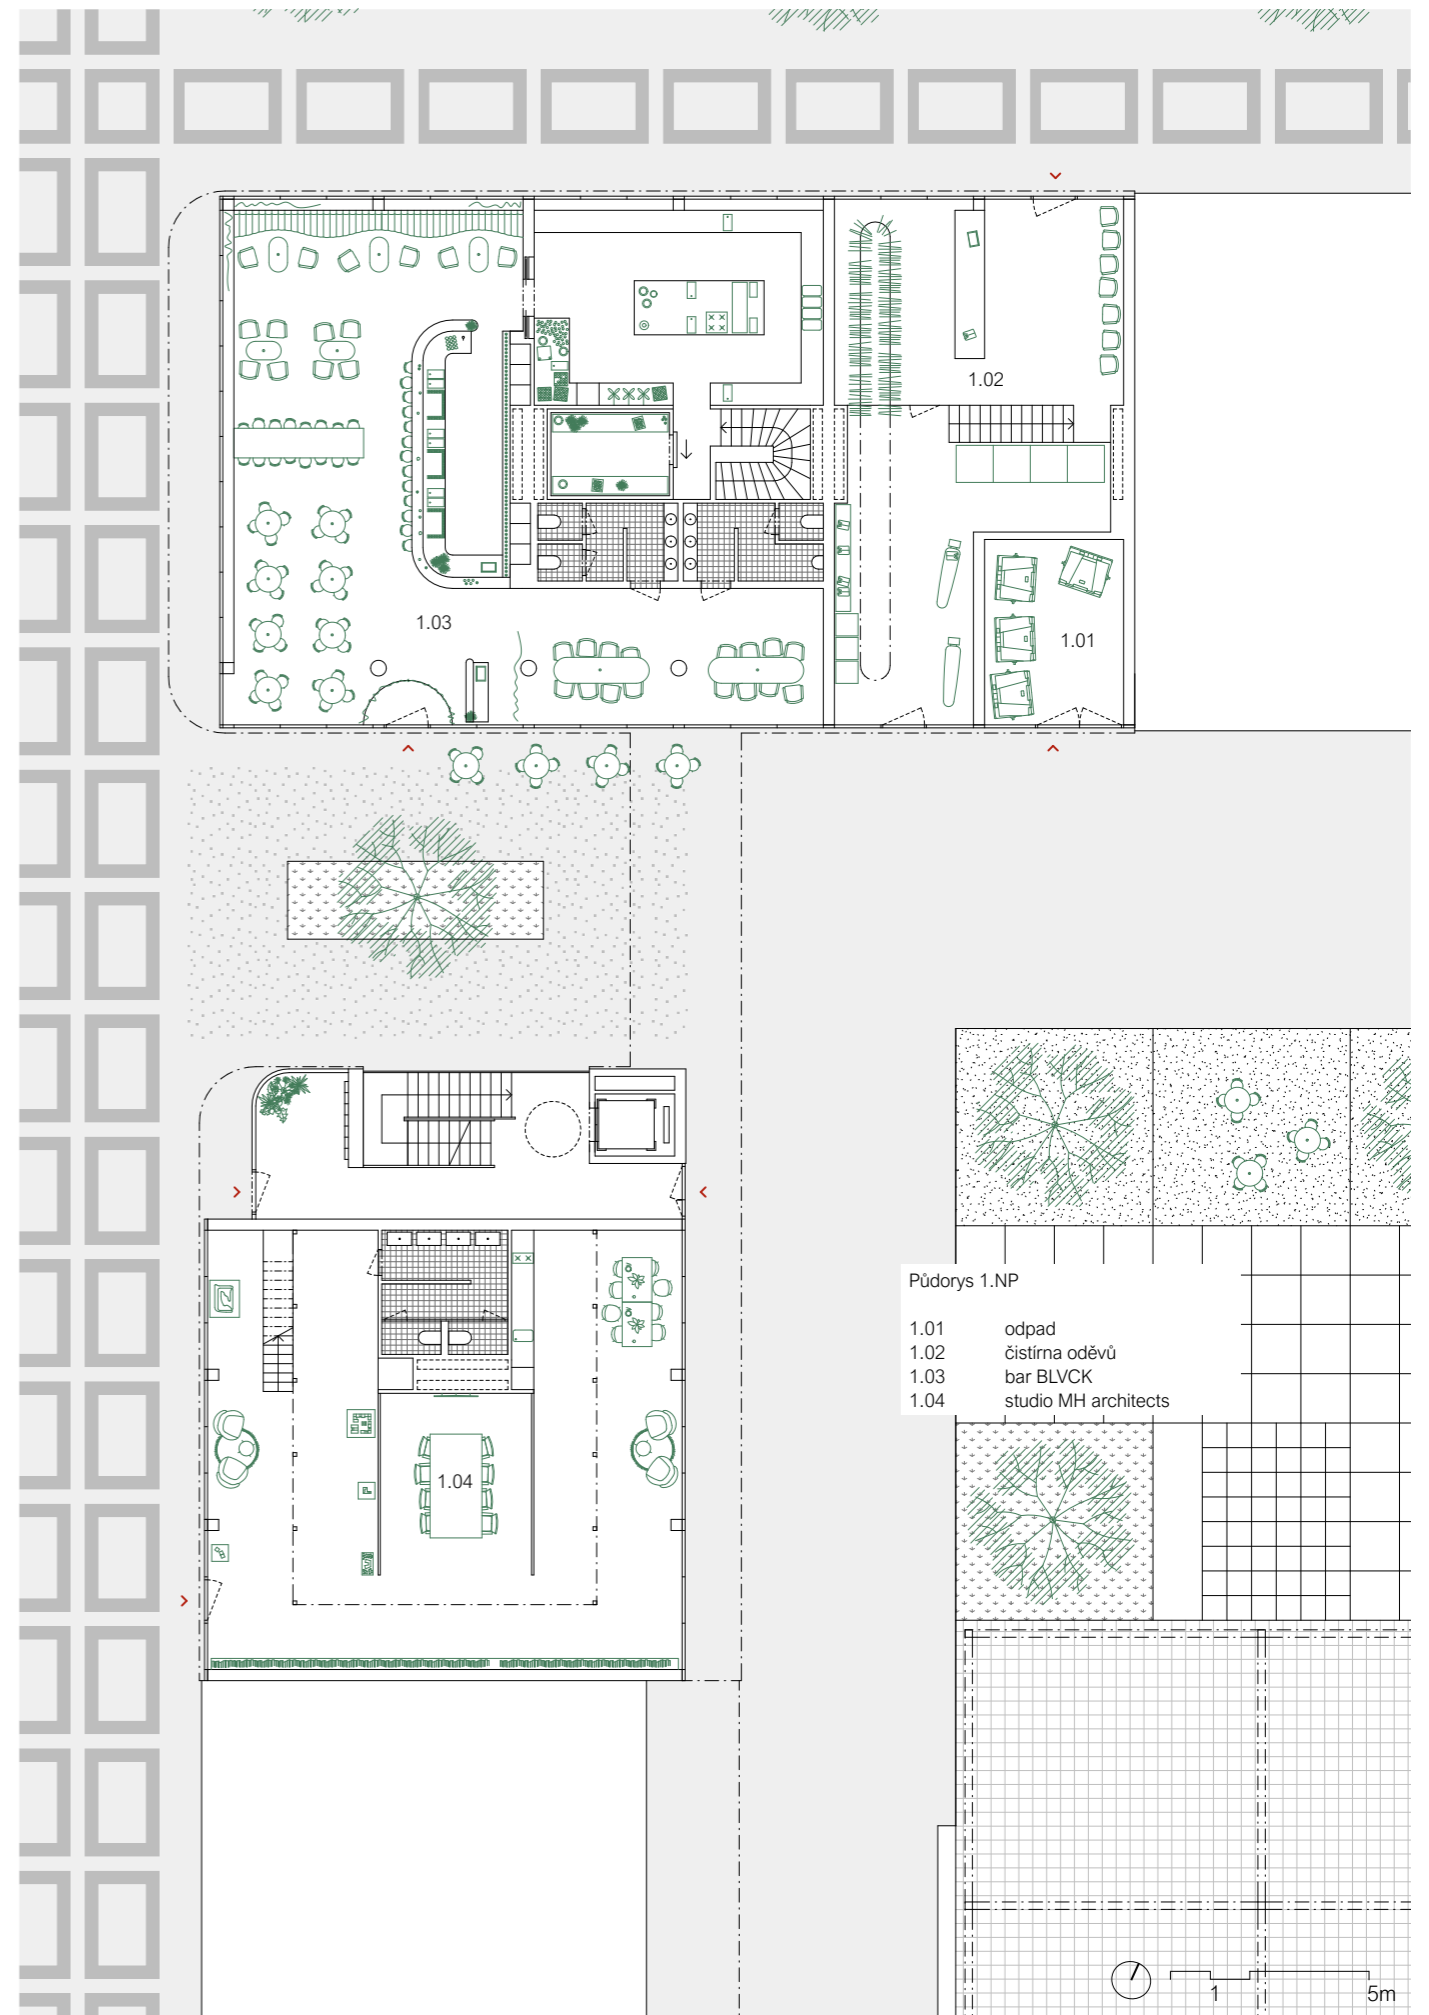 1.02
1.03
1.01
Půdorys 1.NP
1.01 odpad
1.02 čistírna oděvů
1.03 bar BLVCK
1.04 studio MH architects
1.04
1 5m